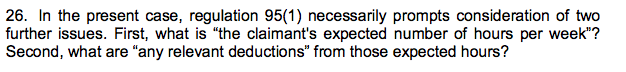 26. In the present case, regulation 95(1) necessarily prompts consideration of two
further issues. First, what is “the claimant's expected number of hours per week”?
Second, what are “any relevant deductions” from those expected hours?